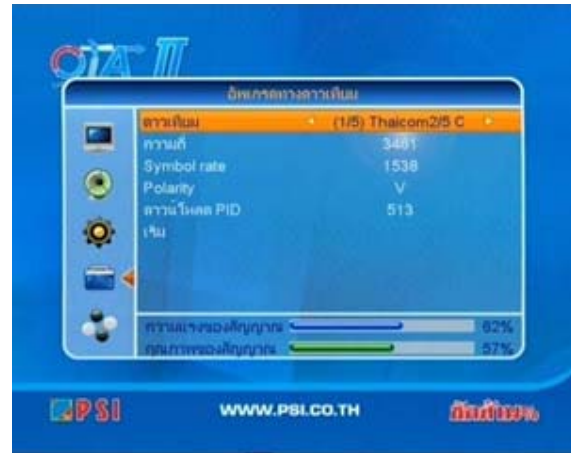 OTA II
อัพเกรดทางดาวเทียม
ดาวเทียม (1/5) Thaicom2/5 C
ความถี่ 3461
Symbol rate 1538
Polarity V
ดาวน์โหลด PID 513
เริ่ม
ความแรงของสัญญาณ 62%
คุณภาพของสัญญาณ 57%
PSI WWW.PSI.CO.TH